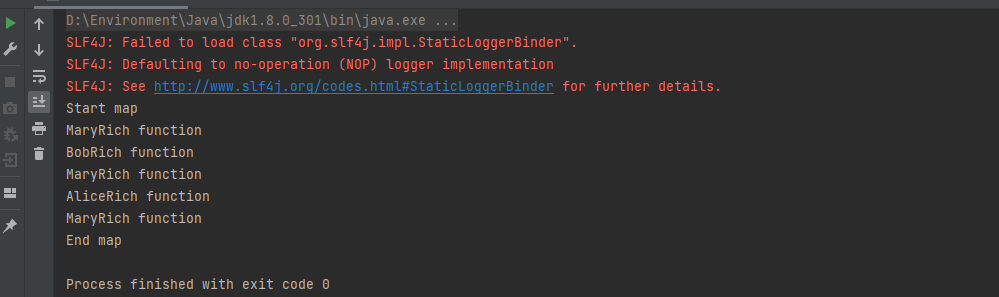 D:\Environment\Java\jdk1.8.0_301\bin\java.exe ...
SLF4J: Failed to load class "org.slf4j.impl.StaticLoggerBinder".
SLF4J: Defaulting to no-operation (NOP) logger implementation
SLF4J: See http://www.slf4j.org/codes.html#StaticLoggerBinder for further details.
Start map
MaryRich function
BobRich function
MaryRich function
AliceRich function
MaryRich function
End map
Process finished with exit code 0